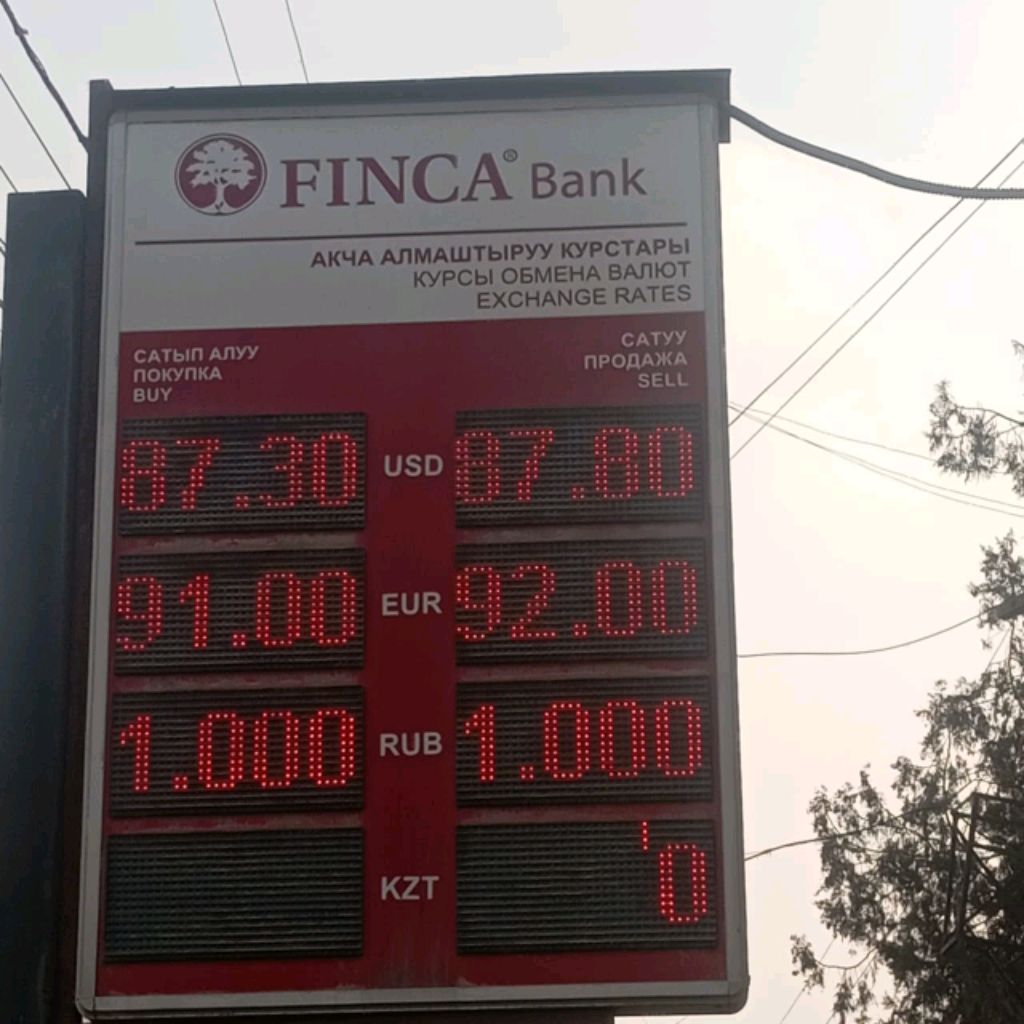 FINCA® Bank
АКЧА АЛМАШТЫРУУ КУРСТАРЫ
КУРСЫ ОБМЕНА ВАЛЮТ
EXCHANGE RATES
САТЫП АЛУУ
ПОКУПКА
BUY
САТУУ
ПРОДАЖА
SELL
87.30 USD 87.80
91.00 EUR 92.00
1.000 RUB 1.000
KZT '0